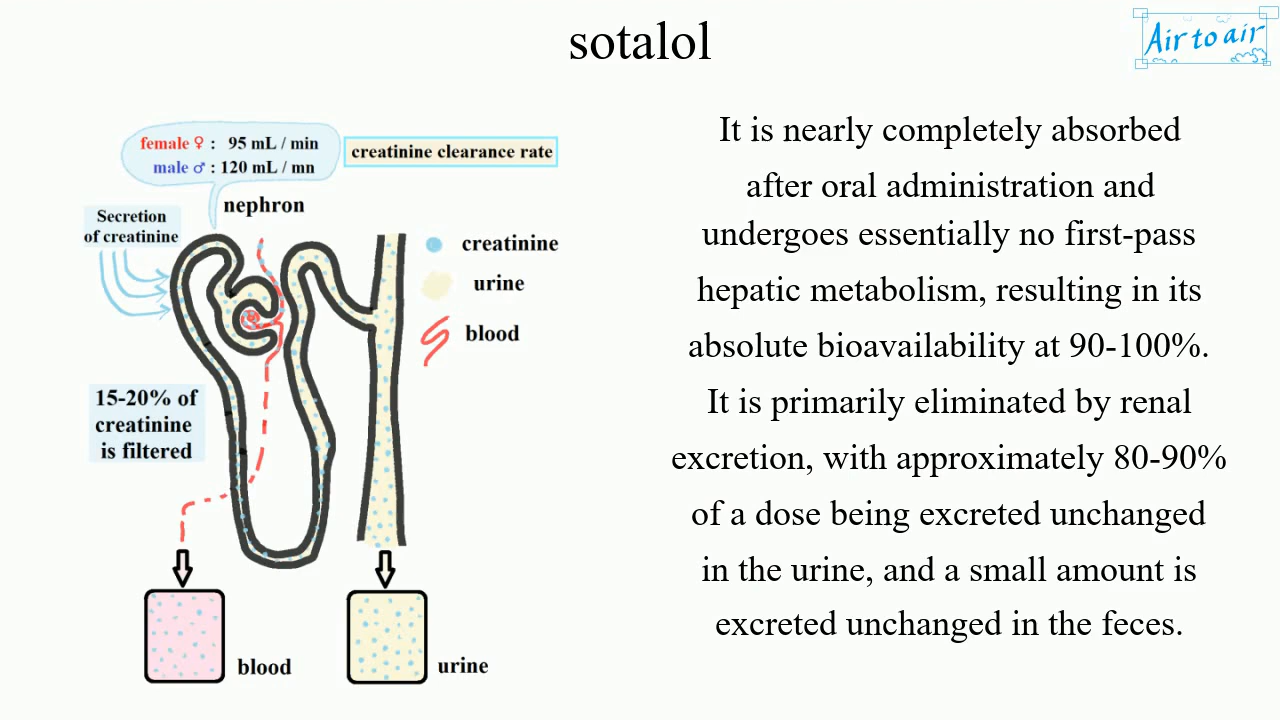 sotalol
Air to air
female ♀ : 95 mL / min
male ♂ : 120 mL / mn
creatinine clearance rate
nephron
Secretion
of creatinine
creatinine
urine
blood
15-20% of
creatinine
is filtered
blood
urine
It is nearly completely absorbed
after oral administration and
undergoes essentially no first-pass
hepatic metabolism, resulting in its
absolute bioavailability at 90-100%.
It is primarily eliminated by renal
excretion, with approximately 80-90%
of a dose being excreted unchanged
in the urine, and a small amount is
excreted unchanged in the feces.